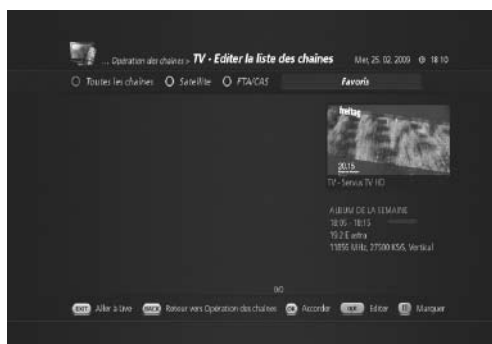 ... Opération des chaînes > TV - Editer la liste des chaînes Mer, 25. 02. 2009 18:10
Toutes les chaînes Satellite FTA/CAS Favoris
freitag
20.15
TV - Servus TV HD
ALBUM DE LA SEMAINE
18:05 - 18:15
19.2 E astra
11856 MHz, 27500 KS/S, Vertical
0/0
EXIT Aller à Live BACK Retour vers Opération des chaînes OK Accorder Editer Marquer